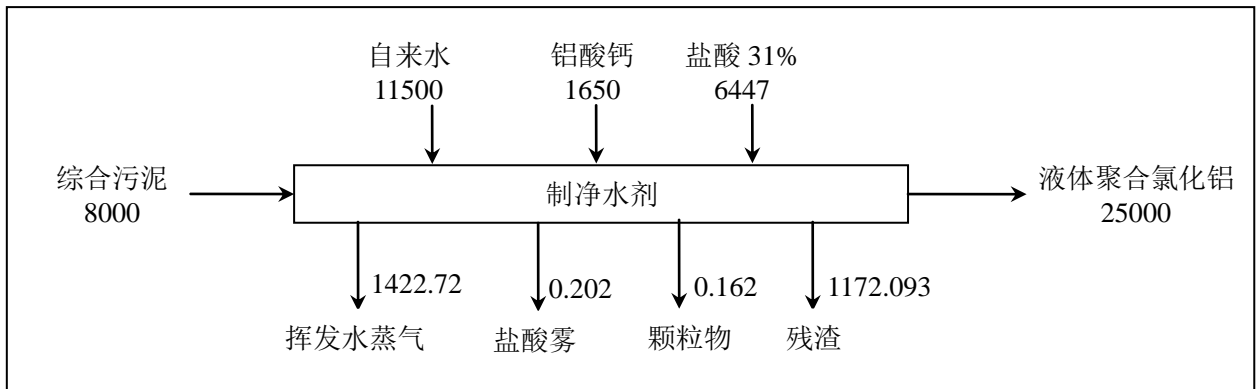 自来水
11500
铝酸钙
1650
盐酸 31%
6447
综合污泥
8000
制净水剂
液体聚合氯化铝
25000
1422.72
0.202
0.162
1172.093
挥发水蒸气
盐酸雾
颗粒物
残渣